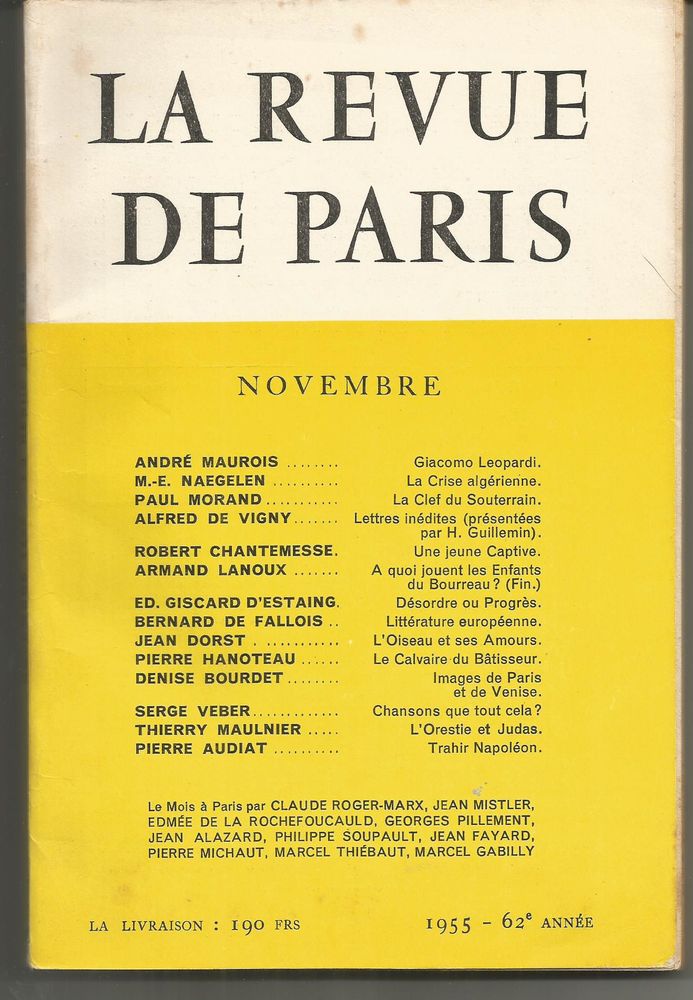 LA REVUE
DE PARIS
NOVEMBRE
ANDRÉ MAUROIS ........ Giacomo Leopardi.
M.-E. NAEGELEN .......... La Crise algérienne.
PAUL MORAND ........... La Clef du Souterrain.
ALFRED DE VIGNY ....... Lettres inédites (présentées
par H. Guillemin).
ROBERT CHANTEMESSE. Une jeune Captive.
ARMAND LANOUX ....... A quoi jouent les Enfants
du Bourreau ? (Fin.)
ED. GISCARD D'ESTAING. Désordre ou Progrès.
BERNARD DE FALLOIS .. Littérature européenne.
JEAN DORST . ........... L'Oiseau et ses Amours.
PIERRE HANOTEAU ...... Le Calvaire du Bâtisseur.
DENISE BOURDET ........ Images de Paris
et de Venise.
SERGE VEBER ............. Chansons que tout cela ?
THIERRY MAULNIER ..... L'Orestie et Judas.
PIERRE AUDIAT .......... Trahir Napoléon.
Le Mois à Paris par CLAUDE ROGER-MARX, JEAN MISTLER,
EDMÉE DE LA ROCHEFOUCAULD, GEORGES PILLEMENT,
JEAN ALAZARD, PHILIPPE SOUPAULT, JEAN FAYARD,
PIERRE MICHAUT, MARCEL THIÉBAUT, MARCEL GABILLY
LA LIVRAISON : 190 FRS 1955 - 62e ANNÉE